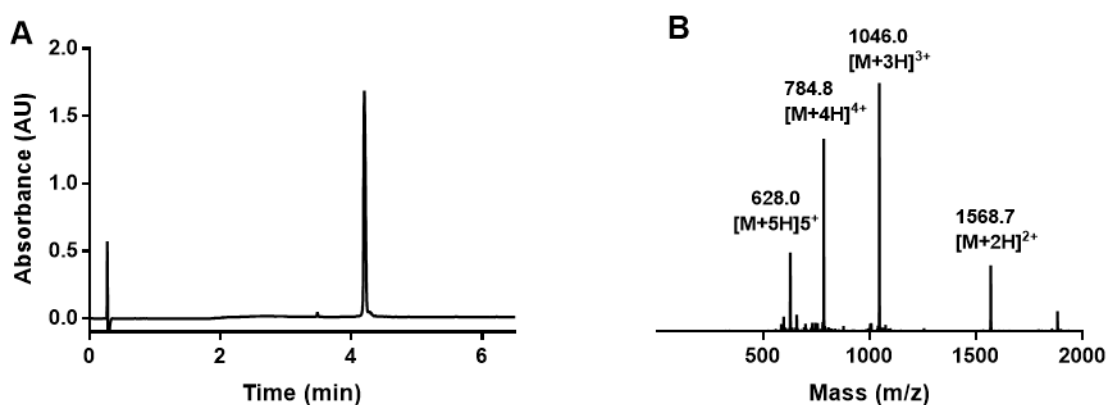 A
2.0
1.5
1.0
0.5
0.0
Absorbance (AU)
0 2 4 6
Time (min)
B
1046.0
[M+3H]³⁺
784.8
[M+4H]⁴⁺
628.0
[M+5H]5⁺
1568.7
[M+2H]²⁺
500 1000 1500 2000
Mass (m/z)